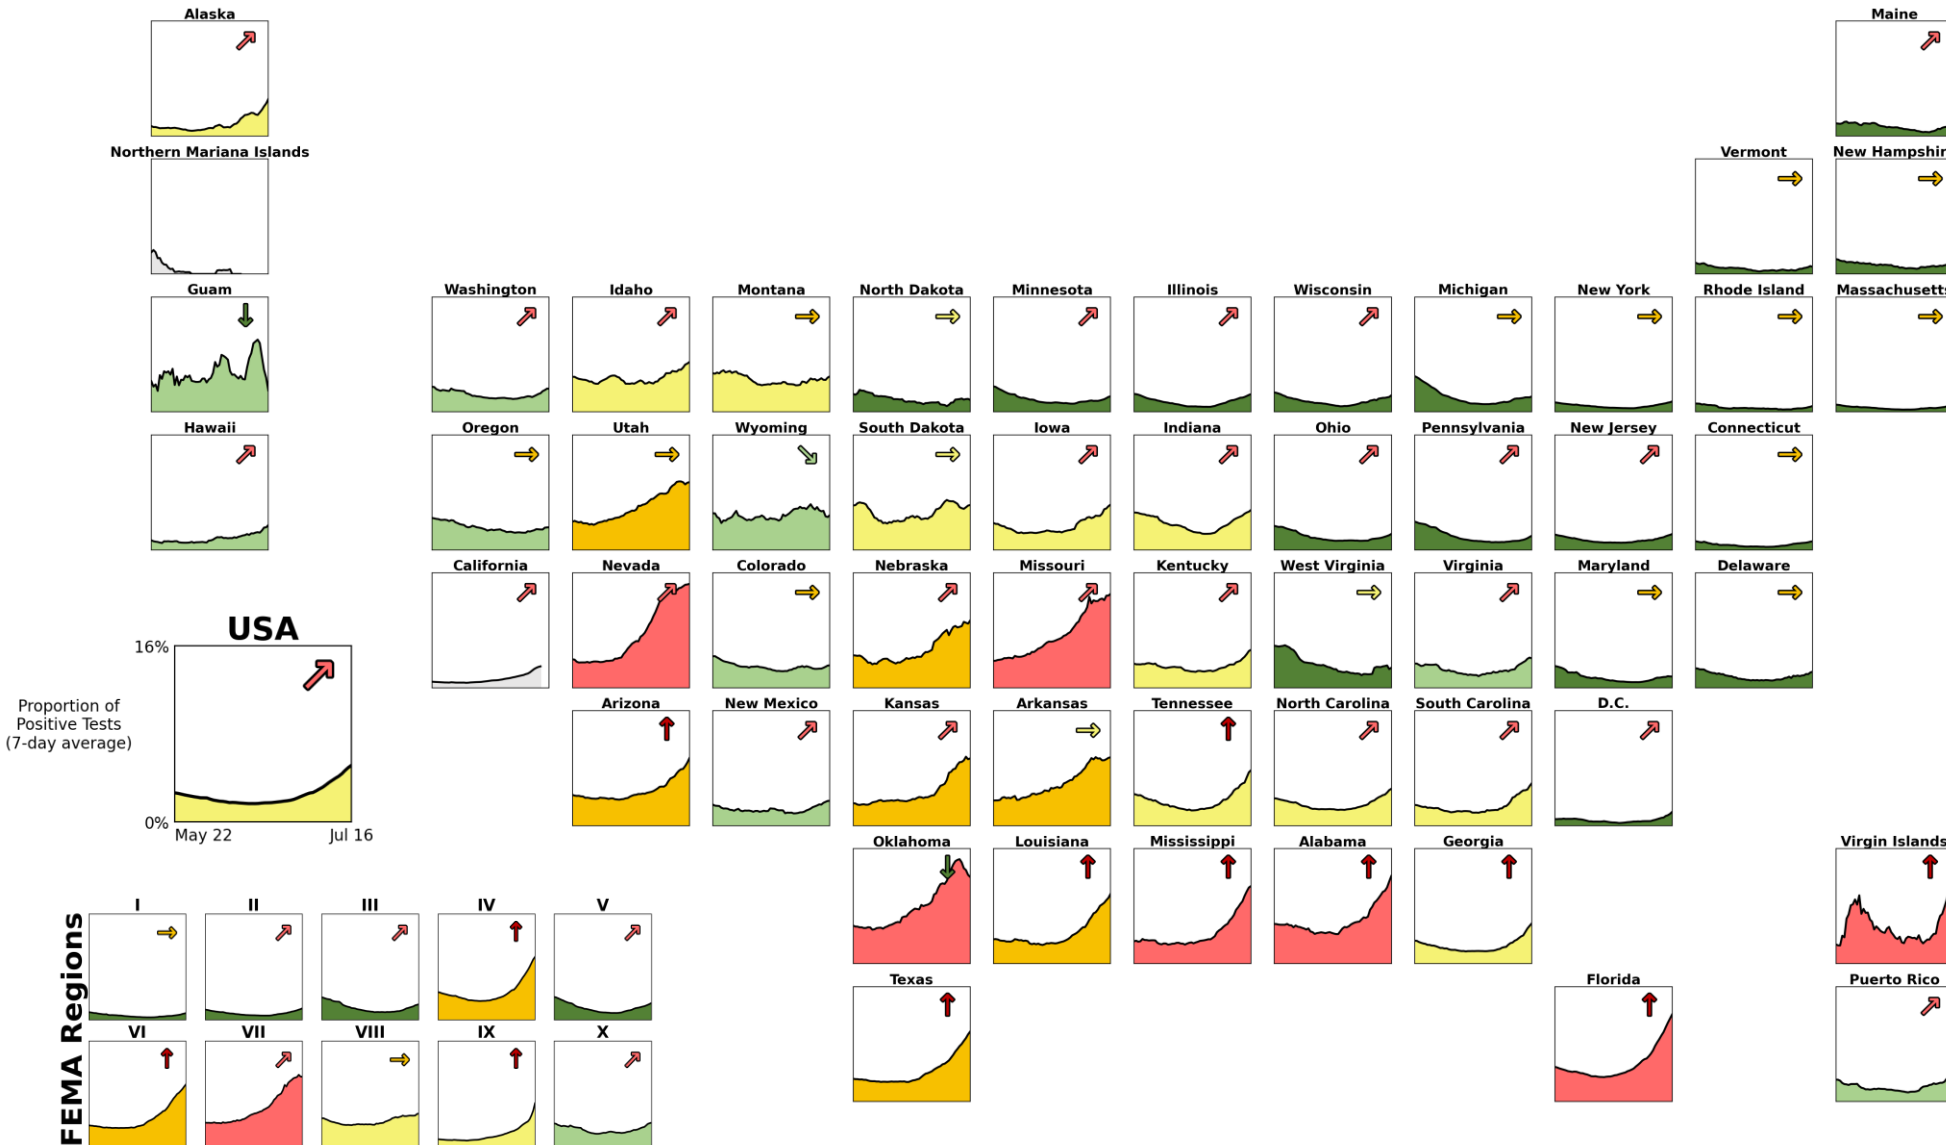 Alaska
Maine
Northern Mariana Islands
Vermont
New Hampshir
Guam
Washington
Idaho
Montana
North Dakota
Minnesota
Illinois
Wisconsin
Michigan
New York
Rhode Island
Massachusetts
Hawaii
Oregon
Utah
Wyoming
South Dakota
Iowa
Indiana
Ohio
Pennsylvania
New Jersey
Connecticut
California
Nevada
Colorado
Nebraska
Missouri
Kentucky
West Virginia
Virginia
Maryland
Delaware
USA
16%
Proportion of
Positive Tests
(7-day average)
0%
May 22
Jul 16
Arizona
New Mexico
Kansas
Arkansas
Tennessee
North Carolina
South Carolina
D.C.
Oklahoma
Louisiana
Mississippi
Alabama
Georgia
Virgin Islands
Texas
Florida
Puerto Rico
FEMA Regions
I
II
III
IV
V
VI
VII
VIII
IX
X